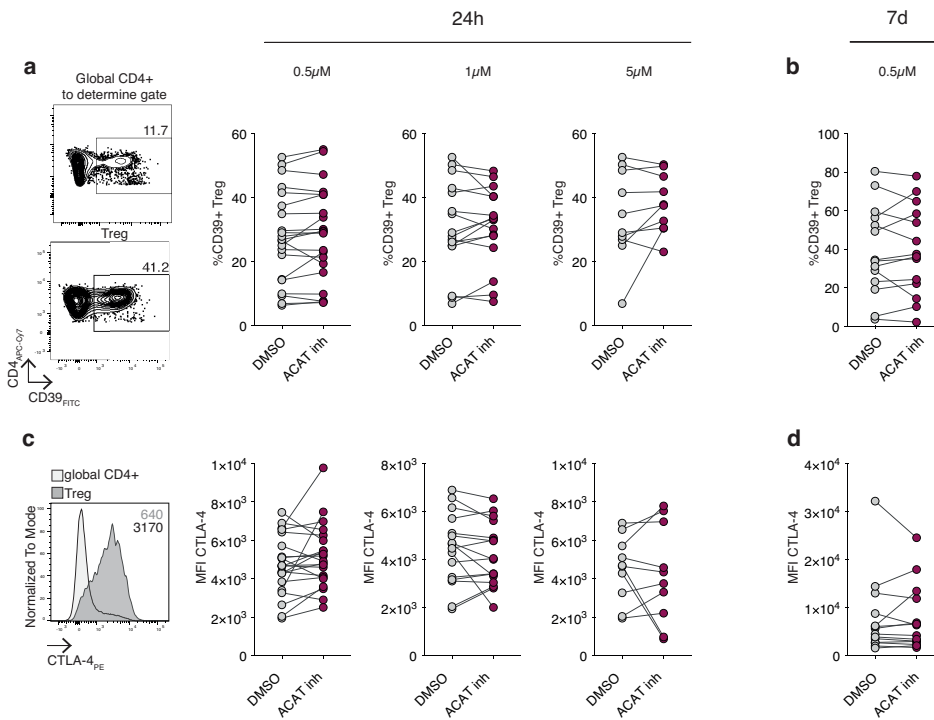 24h
7d
0.5µM
1µM
5µM
0.5µM
a
Global CD4+
to determine gate
11.7
Treg
41.2
CD4APC-Cy7
CD39FITC
%CD39+ Treg
60
40
20
0
DMSO
ACAT inh
%CD39+ Treg
60
40
20
0
DMSO
ACAT inh
%CD39+ Treg
60
40
20
0
DMSO
ACAT inh
b
%CD39+ Treg
100
80
60
40
20
0
DMSO
ACAT inh
c
global CD4+
Treg
640
3170
Normalized To Mode
100
80
60
40
20
0
CTLA-4PE
MFI CTLA-4
1×10⁴
8×10³
6×10³
4×10³
2×10³
0
DMSO
ACAT inh
MFI CTLA-4
8×10³
6×10³
4×10³
2×10³
0
DMSO
ACAT inh
MFI CTLA-4
1×10⁴
8×10³
6×10³
4×10³
2×10³
0
DMSO
ACAT inh
d
MFI CTLA-4
4×10⁴
3×10⁴
2×10⁴
1×10⁴
0
DMSO
ACAT inh